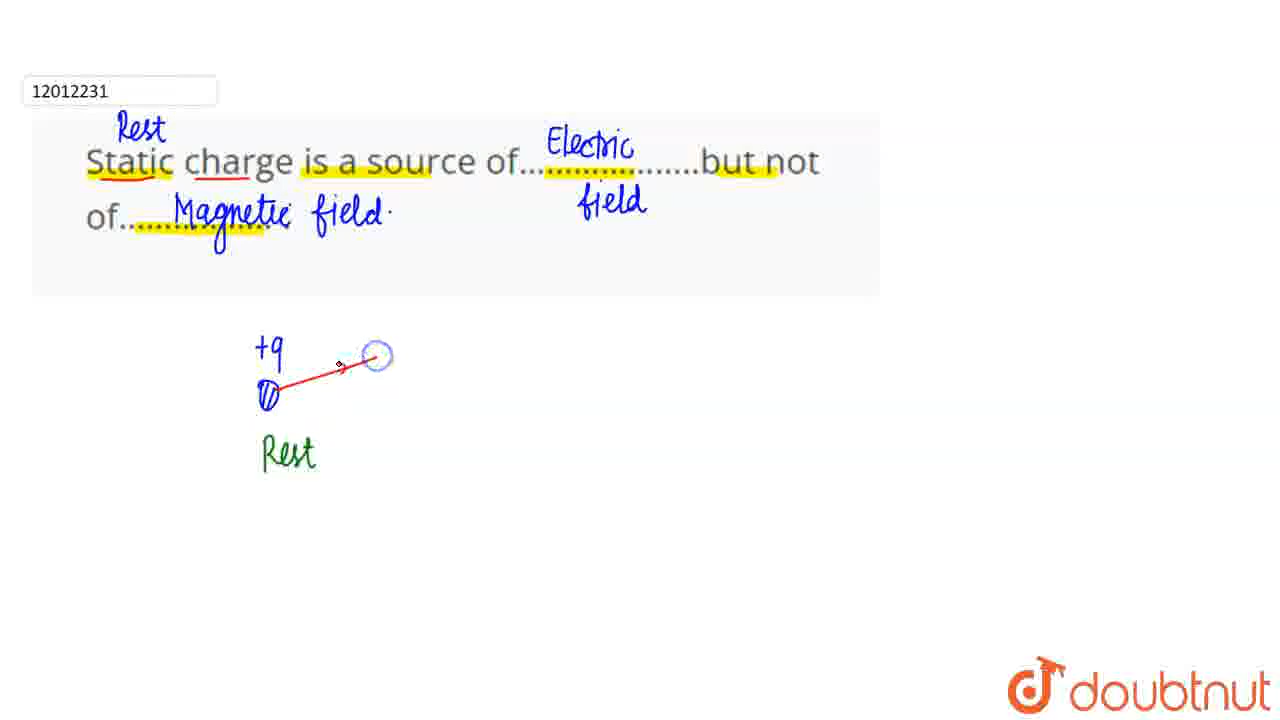 12012231
Rest
Static charge is a source of.....Electric.....but not
field
of.....Magnetic field.
+q
Rest
doubtnut